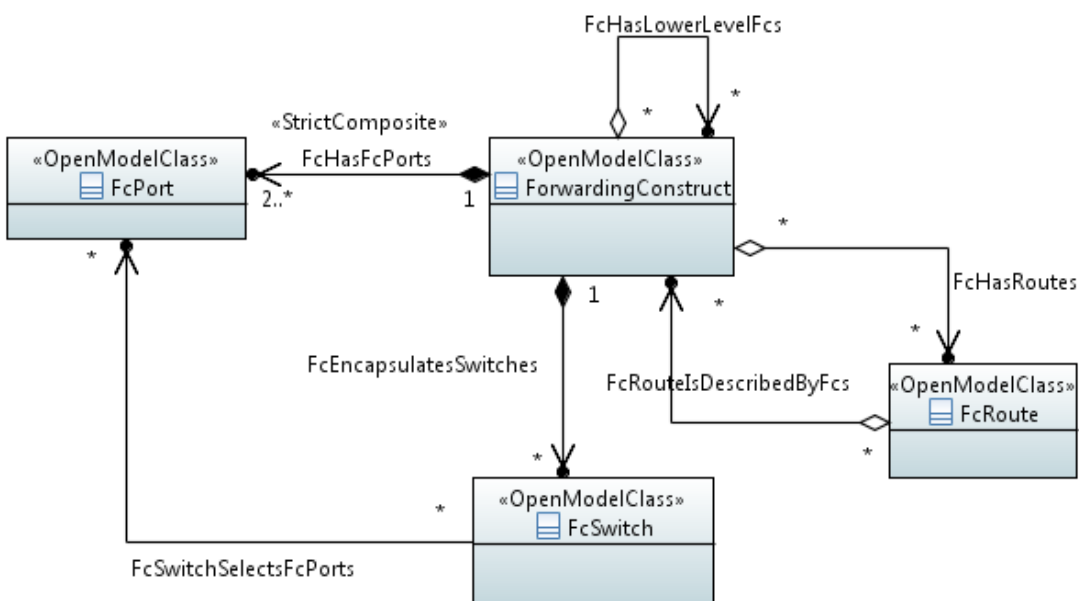 FcHasLowerLevelFcs
*
*
«StrictComposite»
«OpenModelClass»
FcPort
FcHasFcPorts
2..*
1
«OpenModelClass»
ForwardingConstruct
*
*
1
*
FcHasRoutes
*
FcEncapsulatesSwitches
FcRouteIsDescribedByFcs
«OpenModelClass»
FcRoute
*
*
*
«OpenModelClass»
FcSwitch
FcSwitchSelectsFcPorts